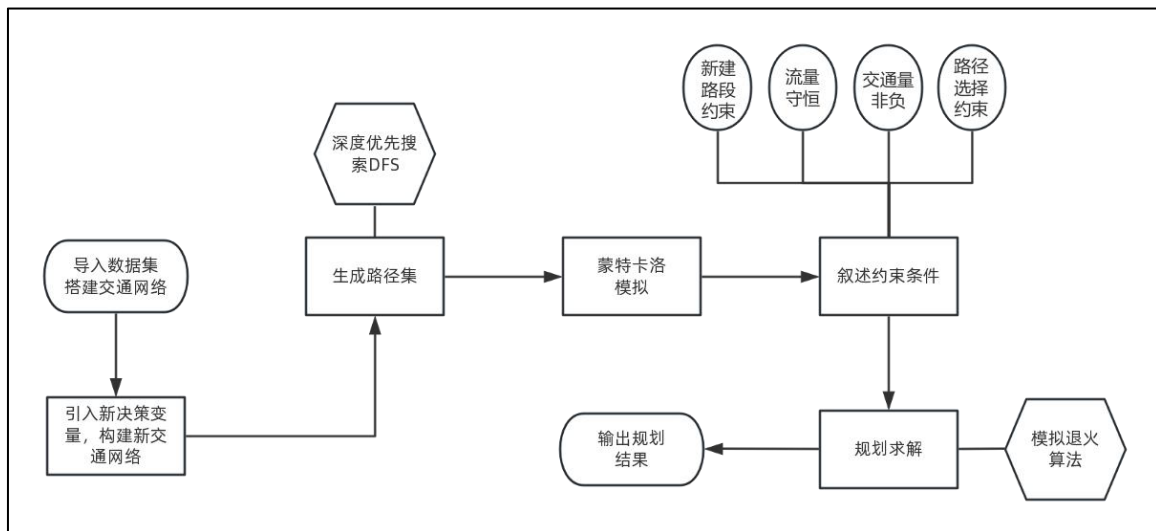 新建
路段
约束
流量
守恒
交通量
非负
路径
选择
约束
深度优先搜
索DFS
导入数据集
搭建交通网络
生成路径集
蒙特卡洛
模拟
叙述约束条件
引入新决策变
量，构建新交
通网络
输出规划
结果
规划求解
模拟退火
算法